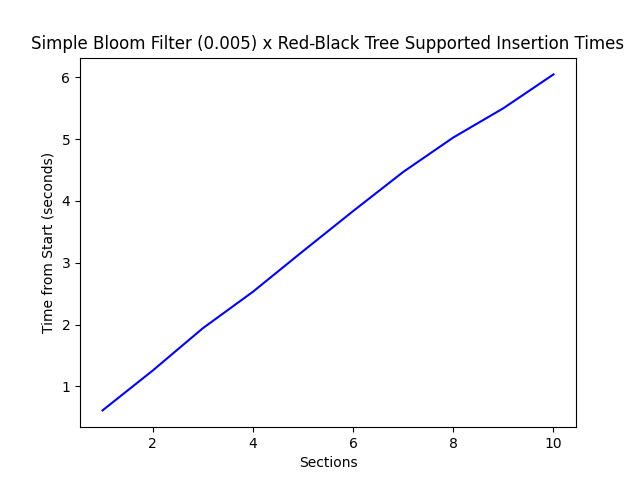 Simple Bloom Filter (0.005) x Red-Black Tree Supported Insertion Times
6
5
4
3
2
1
Time from Start (seconds)
2 4 6 8 10
Sections